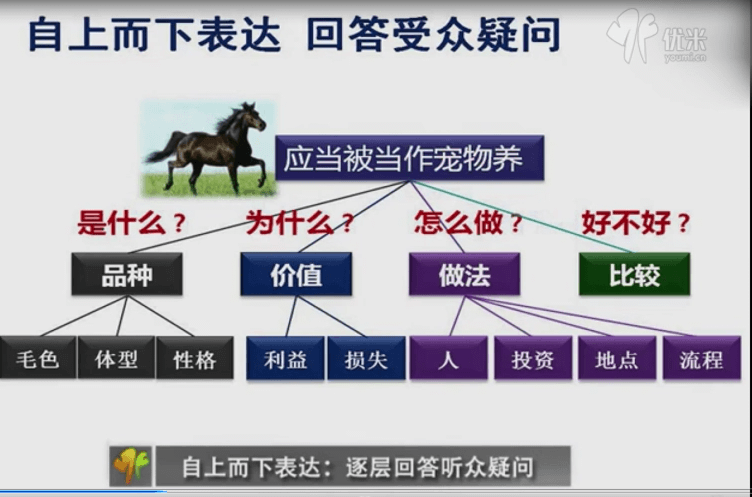 自上而下表达 回答受众疑问
优米
youmi.cn
应当被当作宠物养
是什么？ 为什么？ 怎么做？ 好不好？
品种 价值 做法 比较
毛色 体型 性格 利益 损失 人 投资 地点 流程
自上而下表达：逐层回答听众疑问